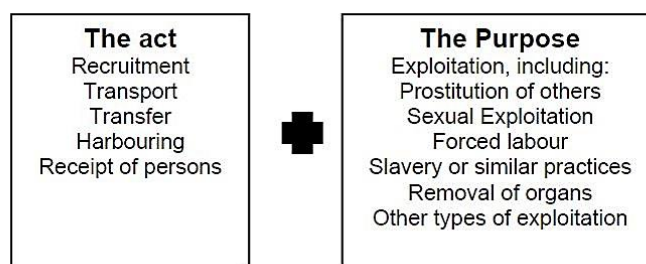 The act
Recruitment
Transport
Transfer
Harbouring
Receipt of persons
The Purpose
Exploitation, including:
Prostitution of others
Sexual Exploitation
Forced labour
Slavery or similar practices
Removal of organs
Other types of exploitation